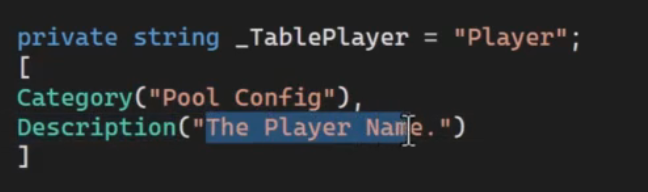 private string _TablePlayer = "Player";
[
Category("Pool Config"),
Description("The Player Name.")
]